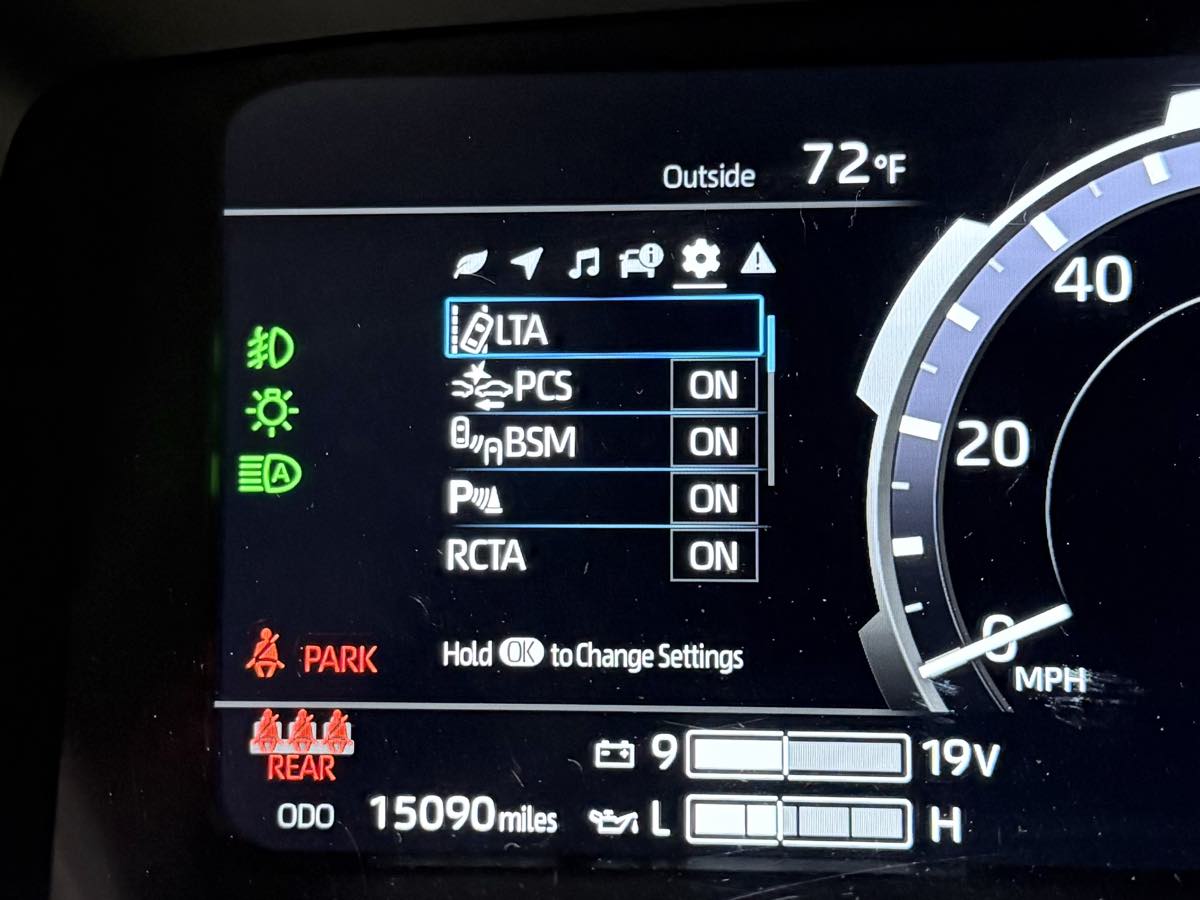 Outside 72°F
LTA
PCS ON
BSM ON
P ON
RCTA ON
Hold OK to Change Settings
A
PARK
REAR
ODO 15090 miles
9 19V
L H
40
20
0
MPH